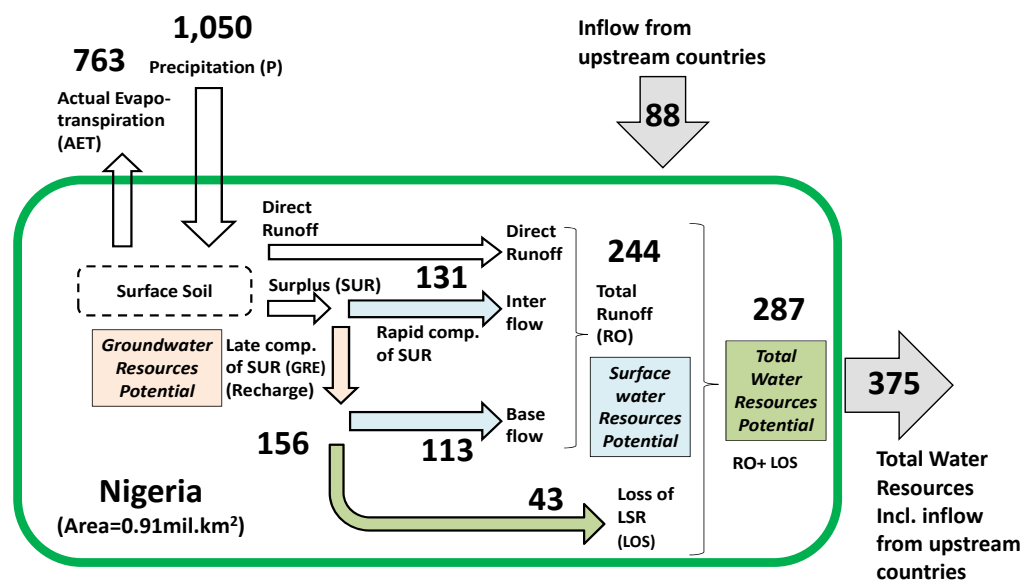 1,050
763
Precipitation (P)
Actual Evapo-
transpiration
(AET)
Inflow from
upstream countries
88
Direct
Runoff
Direct
Runoff
131
Surface Soil
Surplus (SUR)
Inter
flow
Rapid comp.
of SUR
Groundwater
Resources
Potential
Late comp.
of SUR (GRE)
(Recharge)
156
113
Base
flow
43
Loss of
LSR
(LOS)
244
Total
Runoff
(RO)
Surface
water
Resources
Potential
287
Total
Water
Resources
Potential
RO+ LOS
375
Total Water
Resources
Incl. inflow
from upstream
countries
Nigeria
(Area=0.91mil.km²)